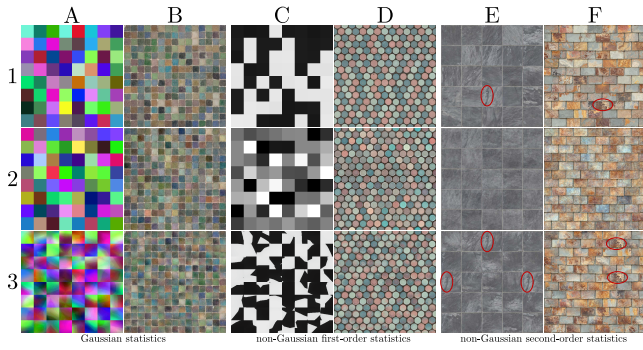 A B C D E F
1
2
3
Gaussian statistics non-Gaussian first-order statistics non-Gaussian second-order statistics